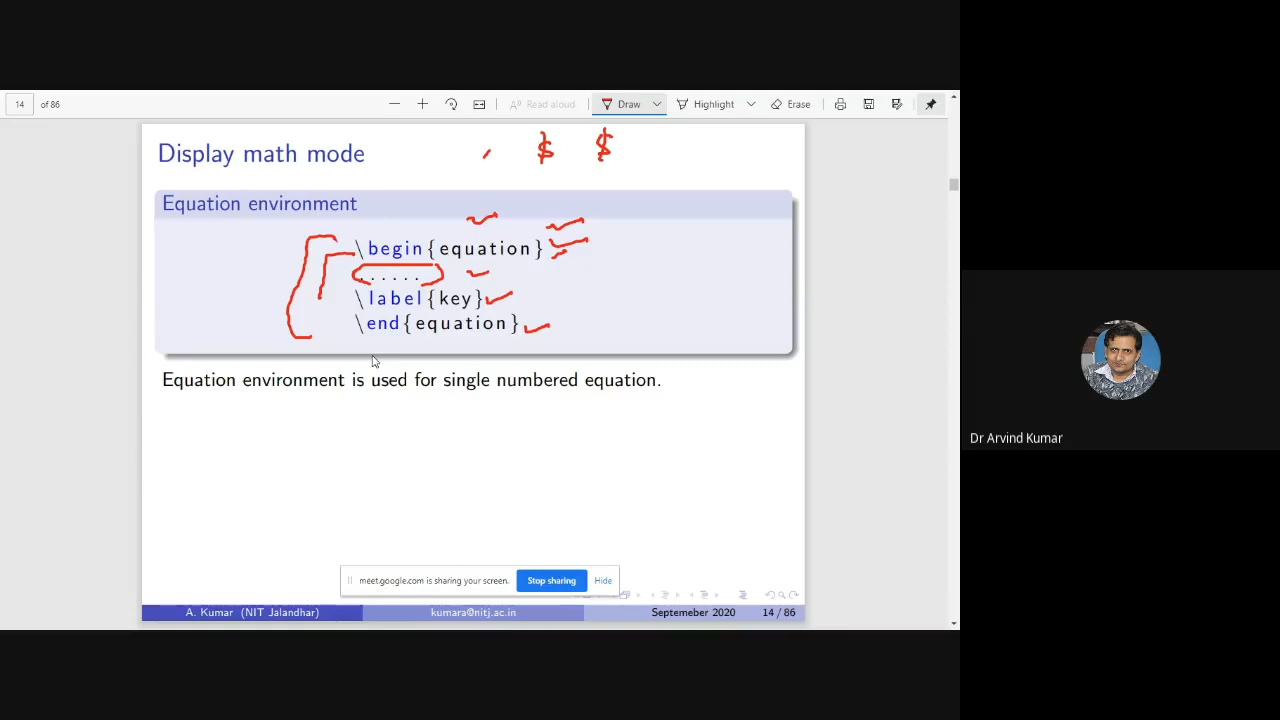 14 of 86
Read aloud
Draw
Highlight
Erase
Display math mode
$ $
Equation environment
\begin{equation}
. . . . . .
\label{key}
\end{equation}
Equation environment is used for single numbered equation.
Dr Arvind Kumar
meet.google.com is sharing your screen.
Stop sharing
Hide
A. Kumar (NIT Jalandhar)
kumara@nitj.ac.in
Septemeber 2020
14 / 86